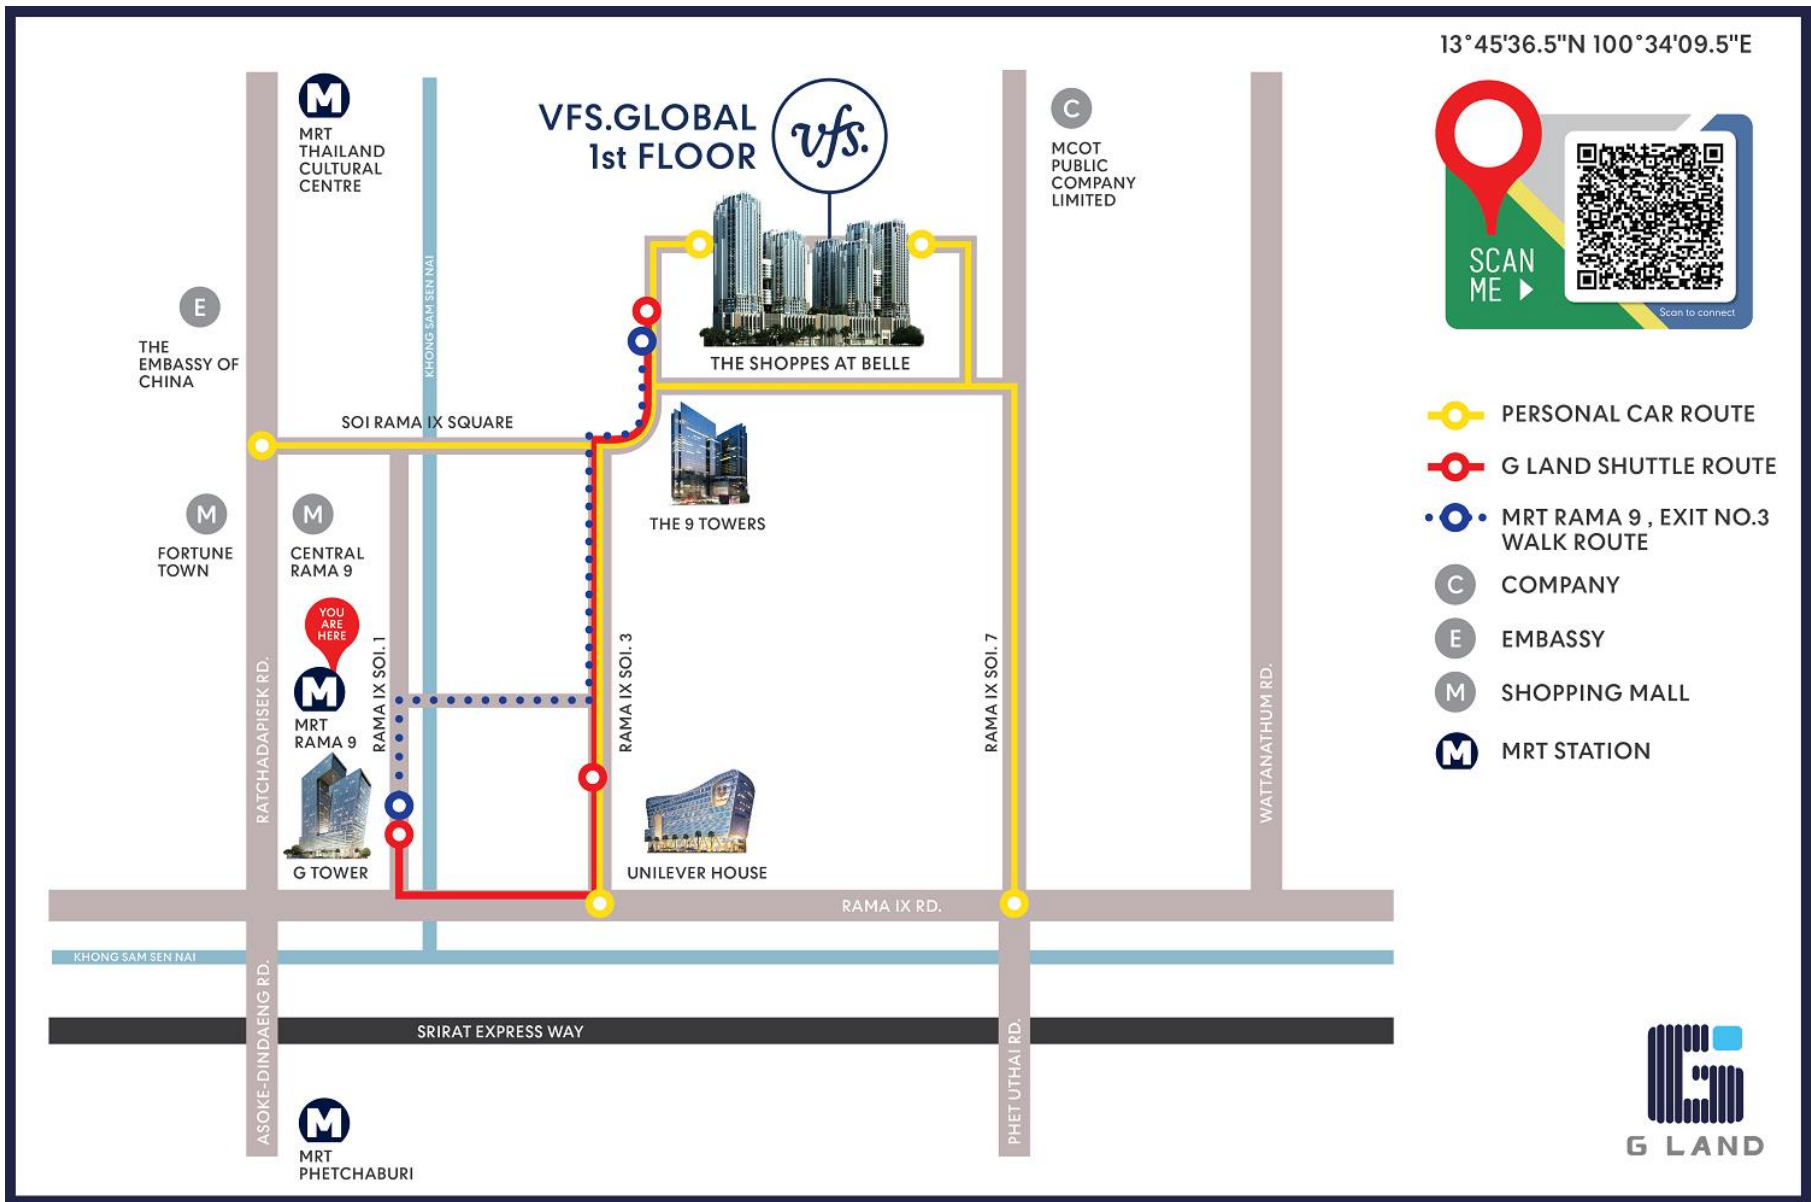 13°45'36.5"N 100°34'09.5"E
M
MRT
THAILAND
CULTURAL
CENTRE
VFS.GLOBAL
1st FLOOR
vfs.
C
MCOT
PUBLIC
COMPANY
LIMITED
SCAN
ME
Scan to connect
E
THE
EMBASSY OF
CHINA
KHONG SAM SEN NAI
THE SHOPPES AT BELLE
SOI RAMA IX SQUARE
PERSONAL CAR ROUTE
G LAND SHUTTLE ROUTE
MRT RAMA 9 , EXIT NO.3
WALK ROUTE
C
COMPANY
E
EMBASSY
M
SHOPPING MALL
M
MRT STATION
M
FORTUNE
TOWN
M
CENTRAL
RAMA 9
THE 9 TOWERS
YOU
ARE
HERE
M
MRT
RAMA 9
RATCHADAPISEK RD.
RAMA IX SOI. 1
RAMA IX SOI. 3
RAMA IX SOI. 7
WATTANATHUM RD.
G TOWER
UNILEVER HOUSE
RAMA IX RD.
KHONG SAM SEN NAI
SRIRAT EXPRESS WAY
ASOKE-DINDAENG RD.
PHET UTHAI RD.
M
MRT
PHETCHABURI
G LAND